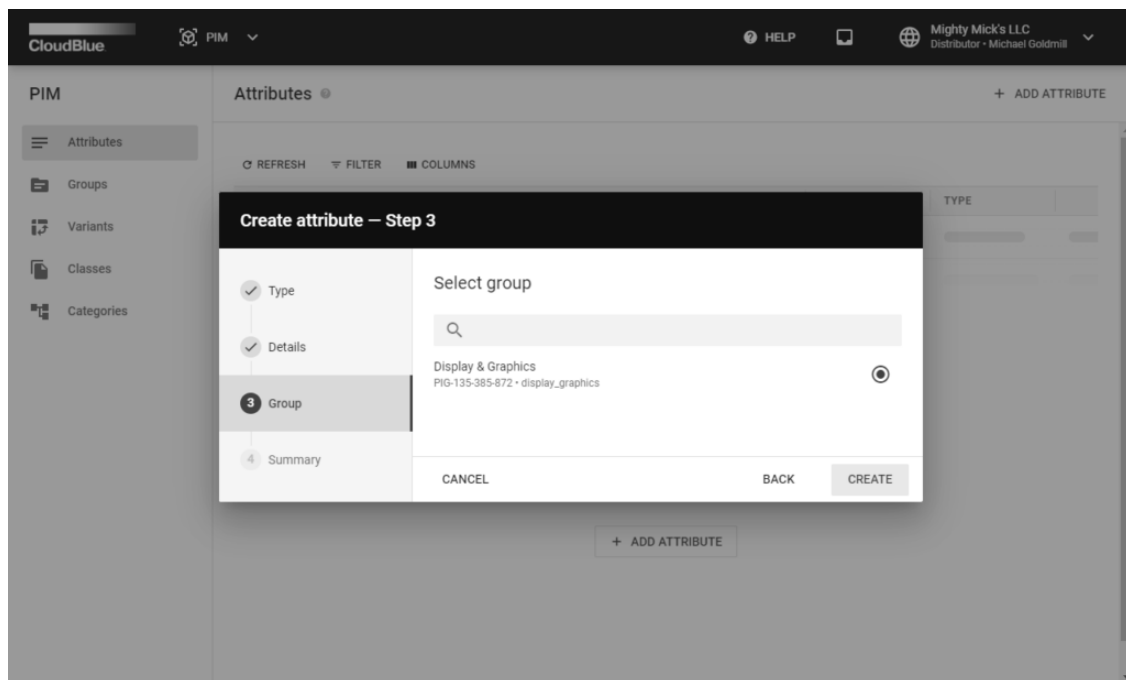 CloudBlue
PIM
HELP
Mighty Mick's LLC
Distributor • Michael Goldmill
PIM
Attributes
+ ADD ATTRIBUTE
Attributes
Groups
Variants
Classes
Categories
REFRESH
FILTER
COLUMNS
TYPE
Create attribute — Step 3
Type
Details
3 Group
4 Summary
Select group
Display & Graphics
PIG-135-385-872 • display_graphics
CANCEL
BACK
CREATE
+ ADD ATTRIBUTE